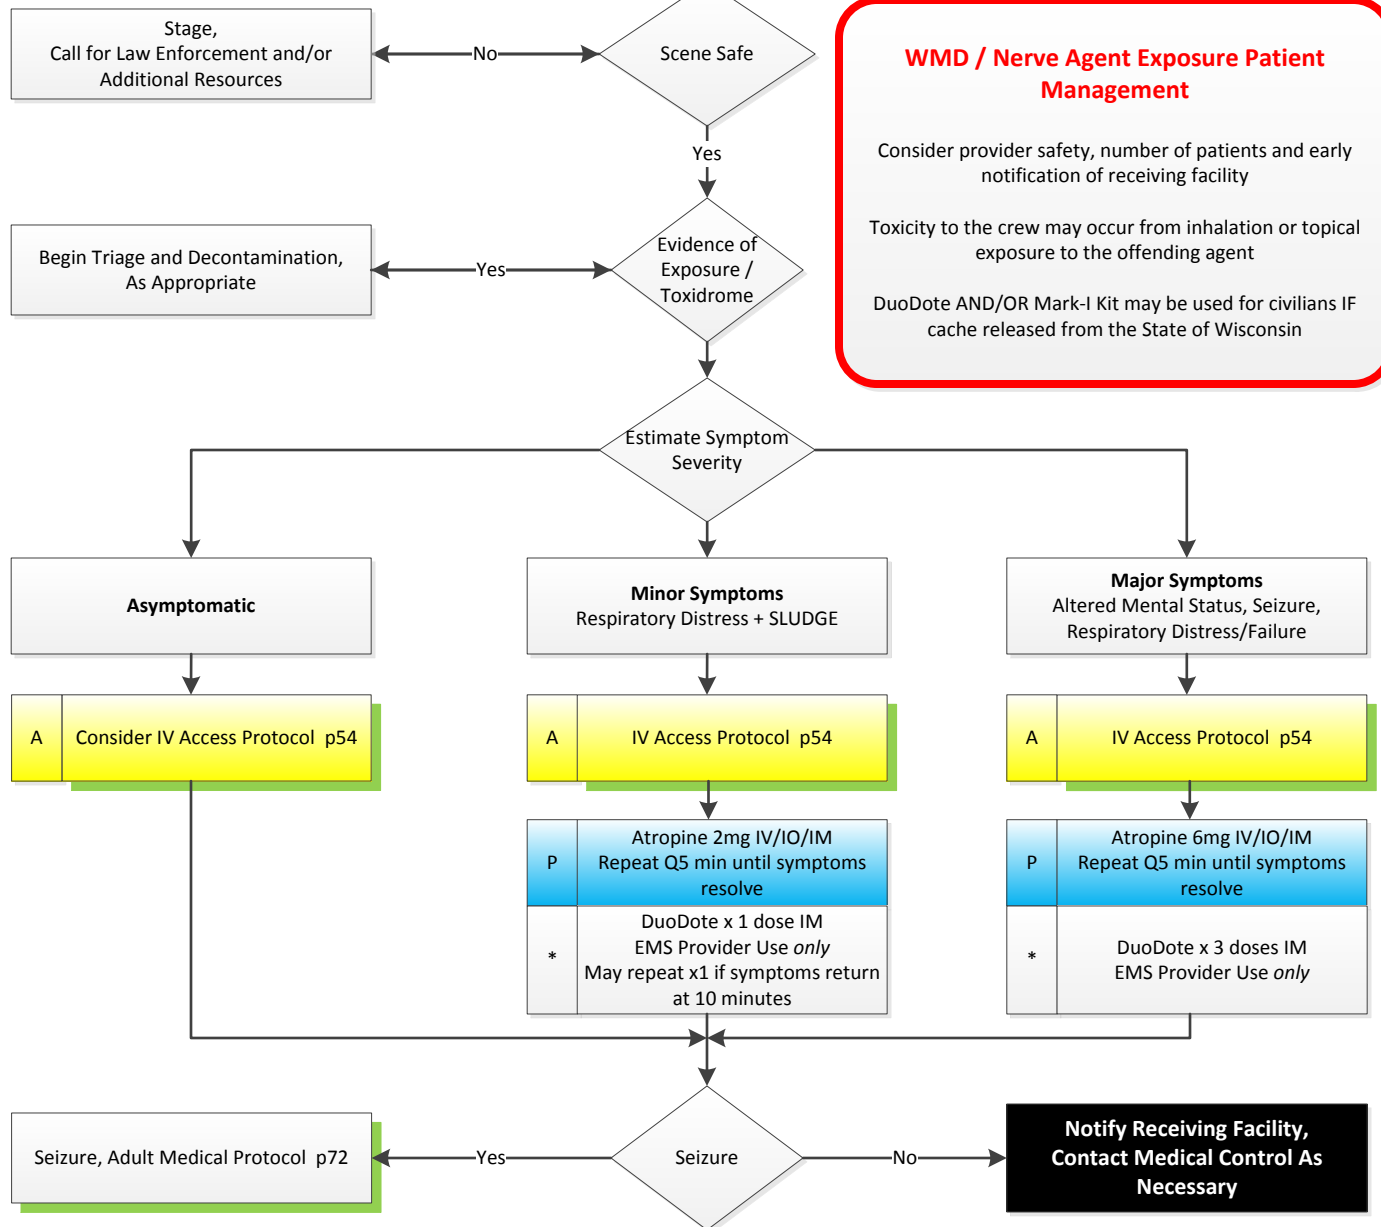 Stage,
Call for Law Enforcement and/or
Additional Resources
No
Scene Safe
WMD / Nerve Agent Exposure Patient
Management
Consider provider safety, number of patients and early
notification of receiving facility
Toxicity to the crew may occur from inhalation or topical
exposure to the offending agent
DuoDote AND/OR Mark-I Kit may be used for civilians IF
cache released from the State of Wisconsin
Yes
Begin Triage and Decontamination,
As Appropriate
Yes
Evidence of
Exposure /
Toxidrome
Estimate Symptom
Severity
Asymptomatic
Minor Symptoms
Respiratory Distress + SLUDGE
Major Symptoms
Altered Mental Status, Seizure,
Respiratory Distress/Failure
A
Consider IV Access Protocol p54
A
IV Access Protocol p54
A
IV Access Protocol p54
P
Atropine 2mg IV/IO/IM
Repeat Q5 min until symptoms
resolve
P
Atropine 6mg IV/IO/IM
Repeat Q5 min until symptoms
resolve
*
DuoDote x 1 dose IM
EMS Provider Use only
May repeat x1 if symptoms return
at 10 minutes
*
DuoDote x 3 doses IM
EMS Provider Use only
Seizure, Adult Medical Protocol p72
Yes
Seizure
No
Notify Receiving Facility,
Contact Medical Control As
Necessary